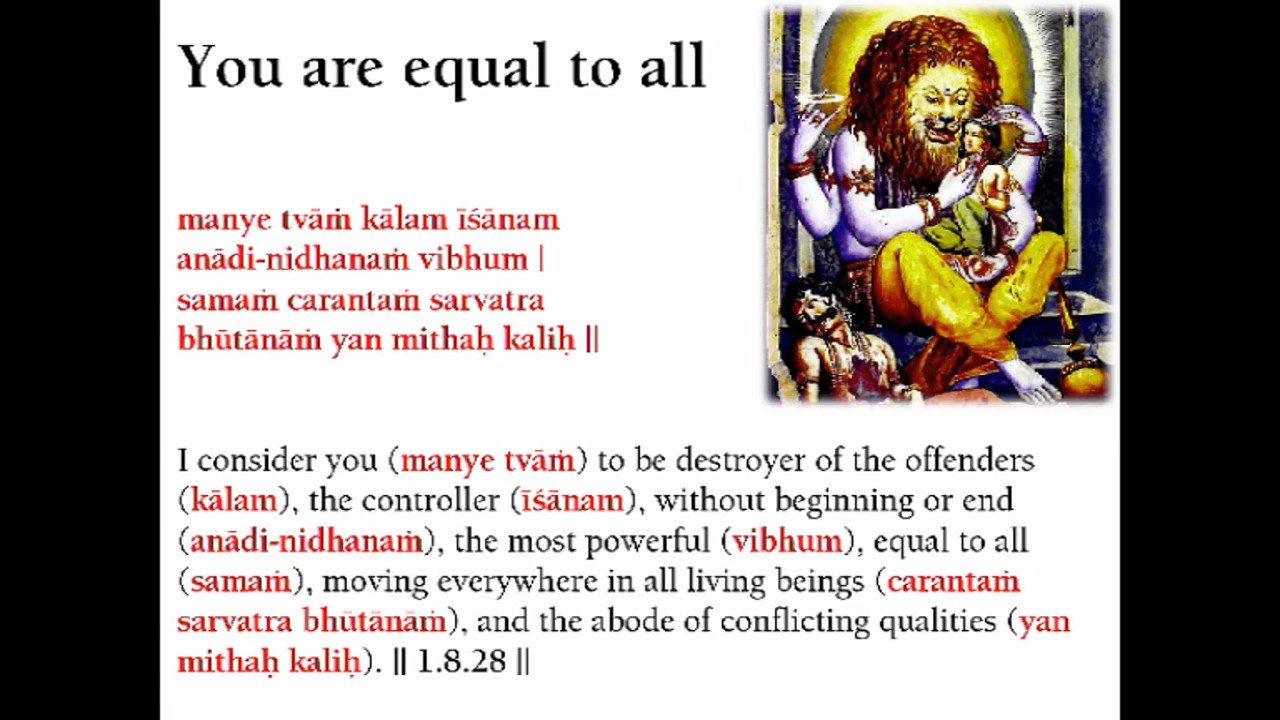 You are equal to all
manye tvāṁ kālam īśānam
anādi-nidhanaṁ vibhum |
samaṁ carantaṁ sarvatra
bhūtānāṁ yan mithaḥ kaliḥ ||
I consider you (manye tvāṁ) to be destroyer of the offenders
(kālam), the controller (īśānam), without beginning or end
(anādi-nidhanaṁ), the most powerful (vibhum), equal to all
(samaṁ), moving everywhere in all living beings (carantaṁ
sarvatra bhūtānāṁ), and the abode of conflicting qualities (yan
mithaḥ kaliḥ). || 1.8.28 ||